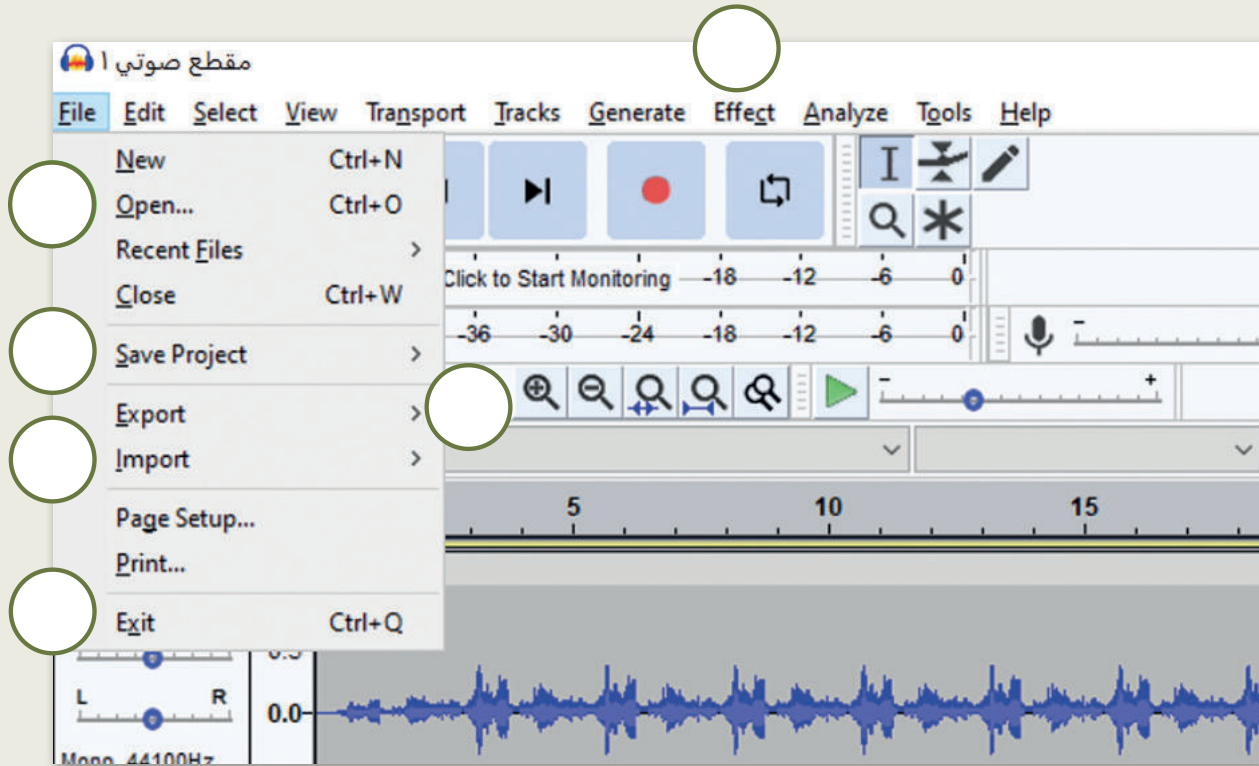 مقطع صوتي ١
File Edit Select View Transport Tracks Generate Effect Analyze Tools Help
New Ctrl+N
Open... Ctrl+O
Recent Files >
Close Ctrl+W
Click to Start Monitoring -18 -12 -6 0
Save Project >
-36 -30 -24 -18 -12 -6 0 -
- +
Export >
Import >
5 10 15
Page Setup...
Print...
Exit Ctrl+Q
L R
0.0
Mono, 44100Hz